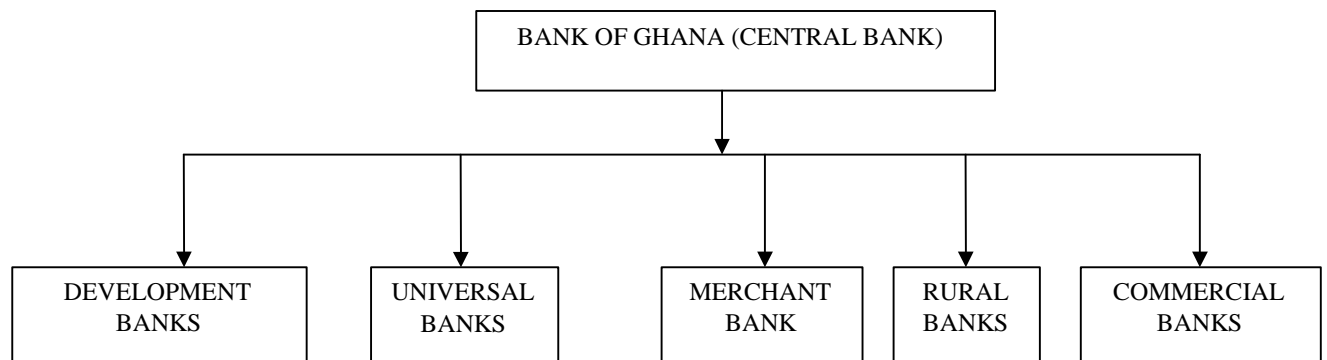 BANK OF GHANA (CENTRAL BANK)
DEVELOPMENT
BANKS
UNIVERSAL
BANKS
MERCHANT
BANK
RURAL
BANKS
COMMERCIAL
BANKS